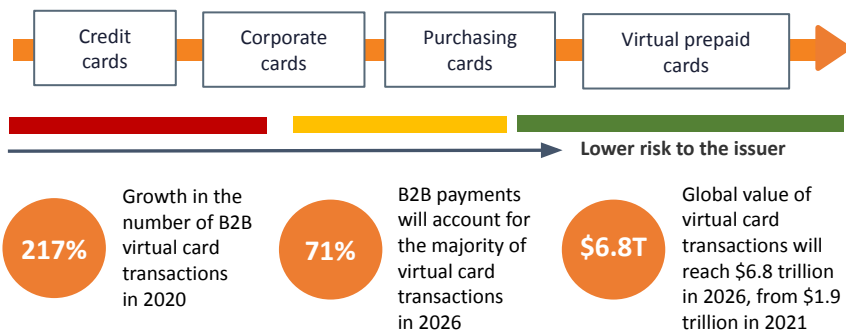 Credit
cards
Corporate
cards
Purchasing
cards
Virtual prepaid
cards
Lower risk to the issuer
217%
Growth in the
number of B2B
virtual card
transactions
in 2020
71%
B2B payments
will account for
the majority of
virtual card
transactions
in 2026
$6.8T
Global value of
virtual card
transactions will
reach $6.8 trillion
in 2026, from $1.9
trillion in 2021